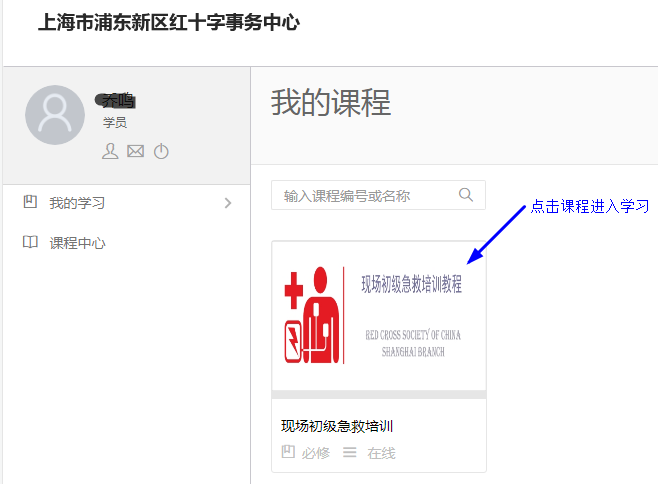 上海市浦东新区红十字事务中心
学员
我的学习
课程中心
我的课程
输入课程编号或名称
点击课程进入学习
现场初级急救培训教程
RED CROSS SOCIETY OF CHINA
SHANGHAI BRANCH
现场初级急救培训
必修 在线